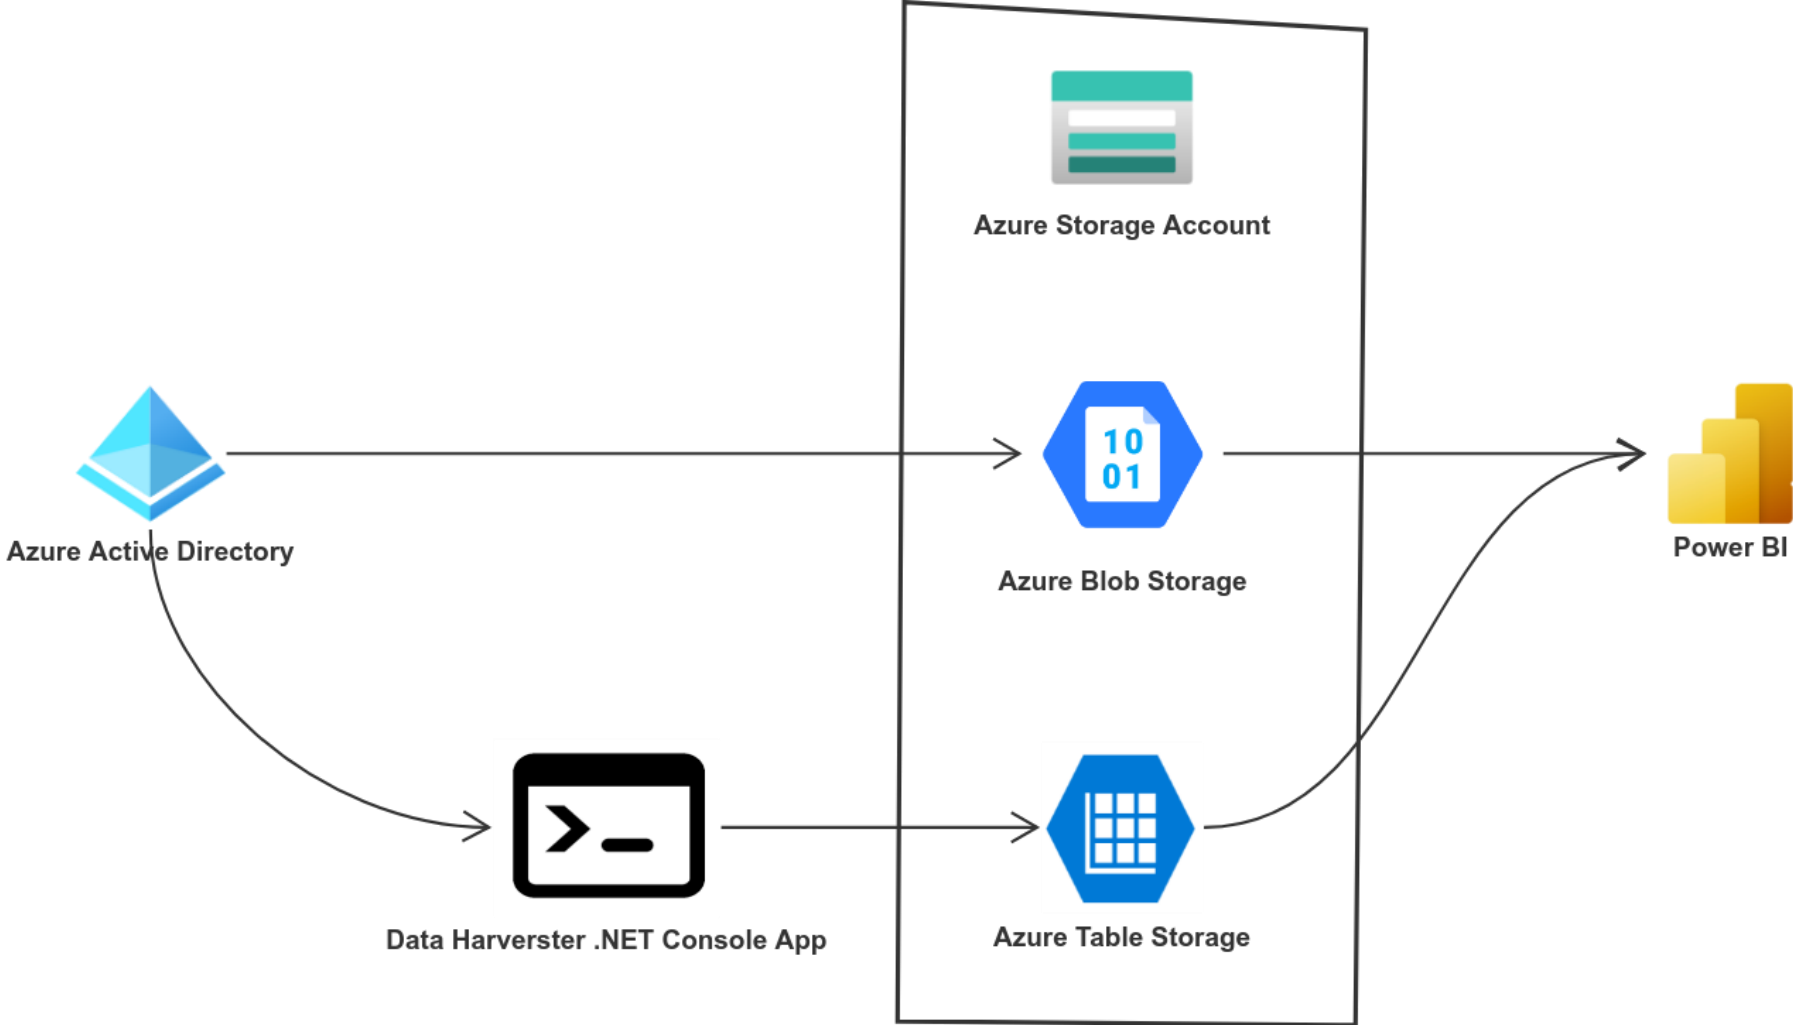 Azure Storage Account
10
01
Azure Active Directory
Azure Blob Storage
Power BI
Data Harverster .NET Console App
Azure Table Storage